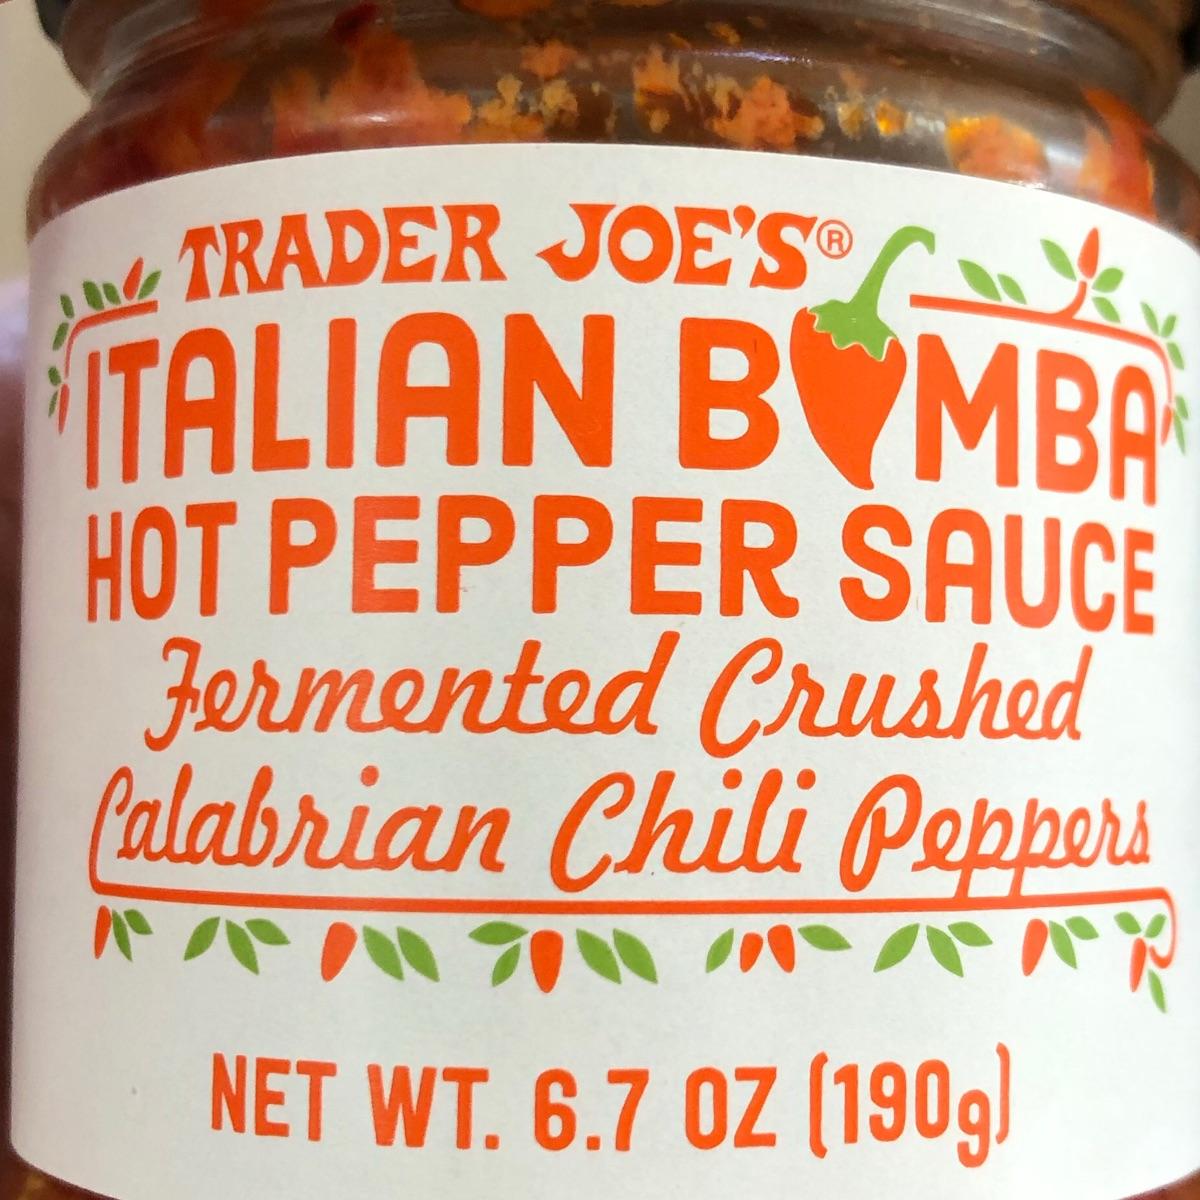 TRADER JOE'S®
ITALIAN BOMBA
HOT PEPPER SAUCE
Fermented Crushed
Calabrian Chili Peppers
NET WT. 6.7 OZ (190g)